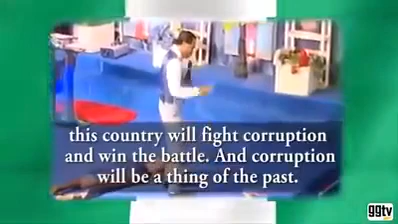 this country will fight corruption
and win the battle. And corruption
will be a thing of the past.
ggtv